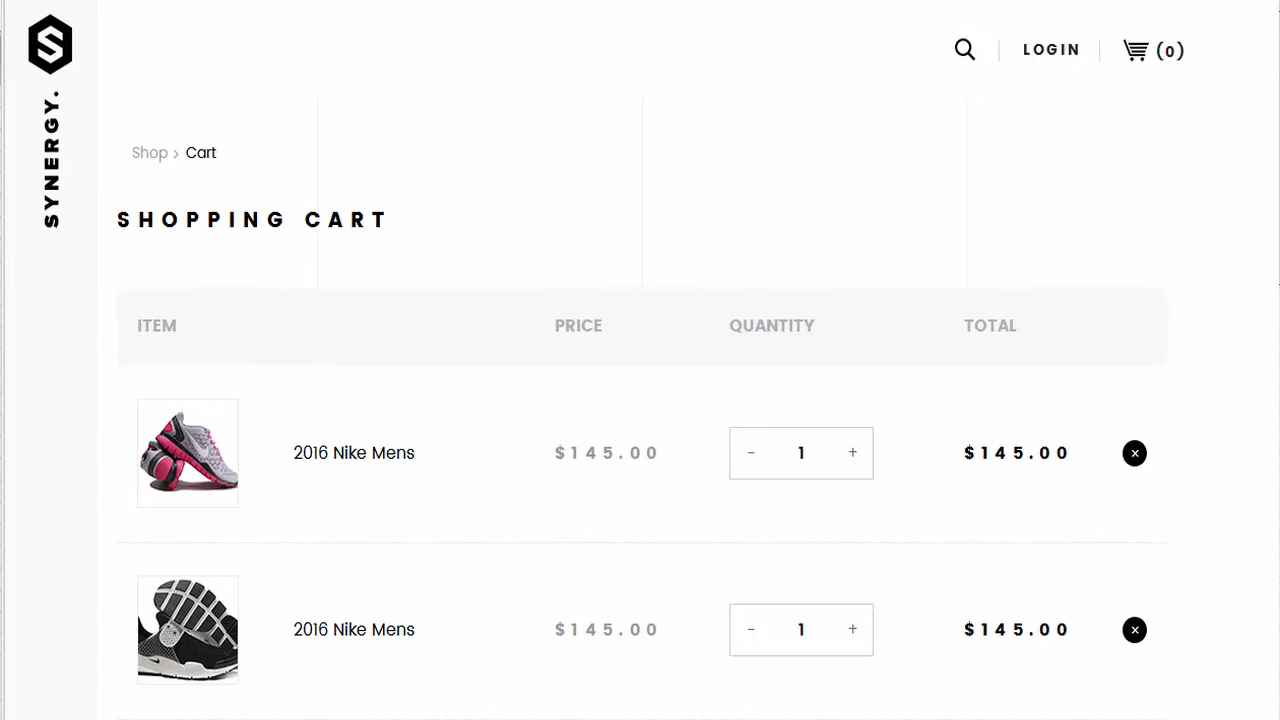 S
SYNERGY.
LOGIN
(0)
Shop > Cart
SHOPPING CART
ITEM PRICE QUANTITY TOTAL
2016 Nike Mens $145.00 - 1 + $145.00 x
2016 Nike Mens $145.00 - 1 + $145.00 x